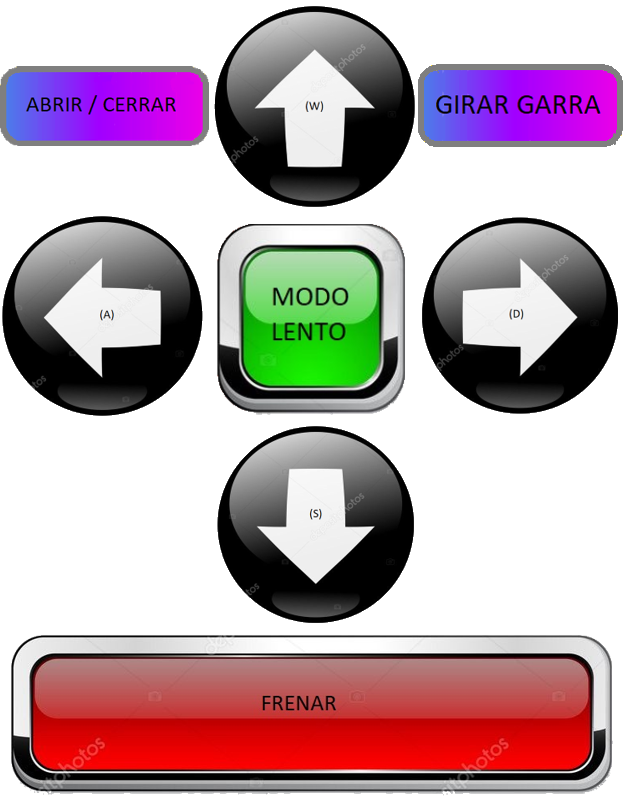 ABRIR / CERRAR
(W)
GIRAR GARRA
(A)
MODO
LENTO
(D)
(S)
FRENAR